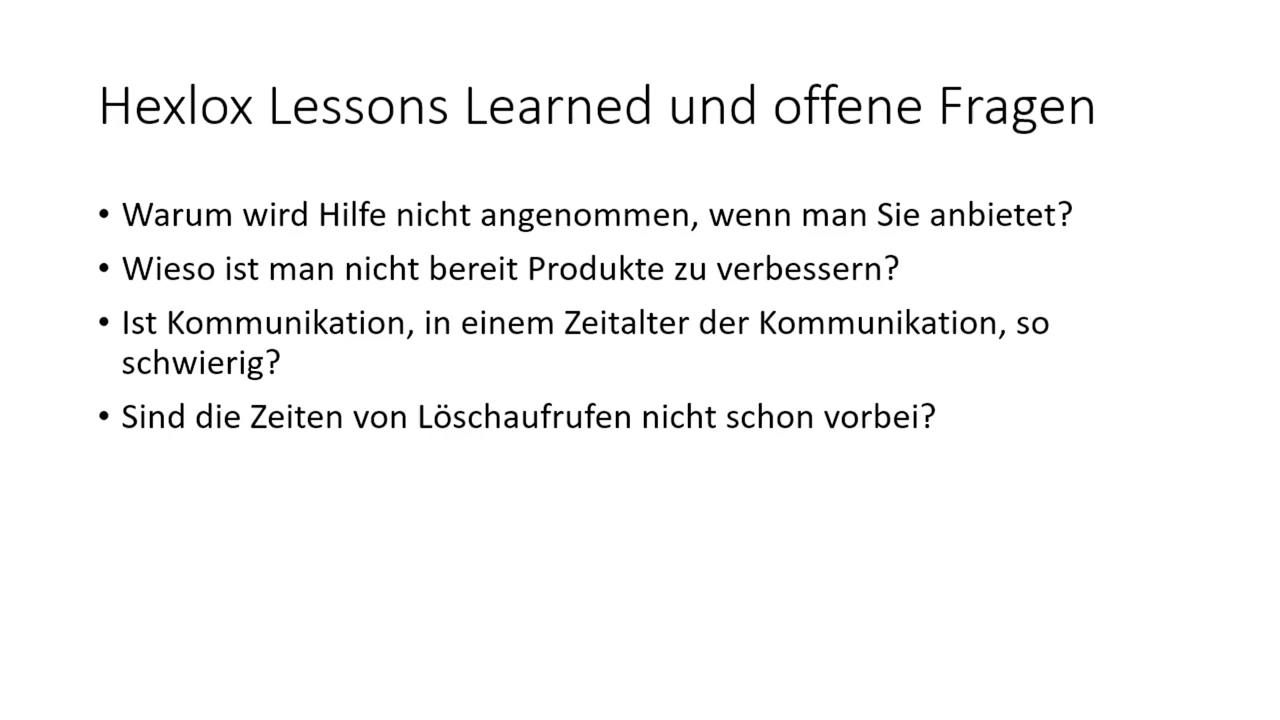 Hexlox Lessons Learned und offene Fragen
• Warum wird Hilfe nicht angenommen, wenn man Sie anbietet?
• Wieso ist man nicht bereit Produkte zu verbessern?
• Ist Kommunikation, in einem Zeitalter der Kommunikation, so
schwierig?
• Sind die Zeiten von Löschaufrufen nicht schon vorbei?